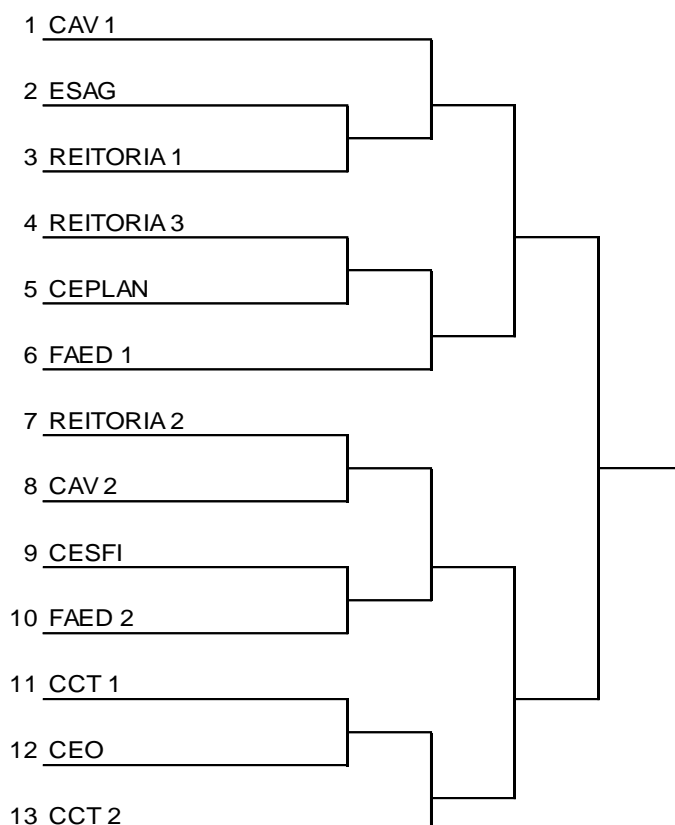 1 CAV 1
2 ESAG
3 REITORIA 1
4 REITORIA 3
5 CEPLAN
6 FAED 1
7 REITORIA 2
8 CAV 2
9 CESFI
10 FAED 2
11 CCT 1
12 CEO
13 CCT 2